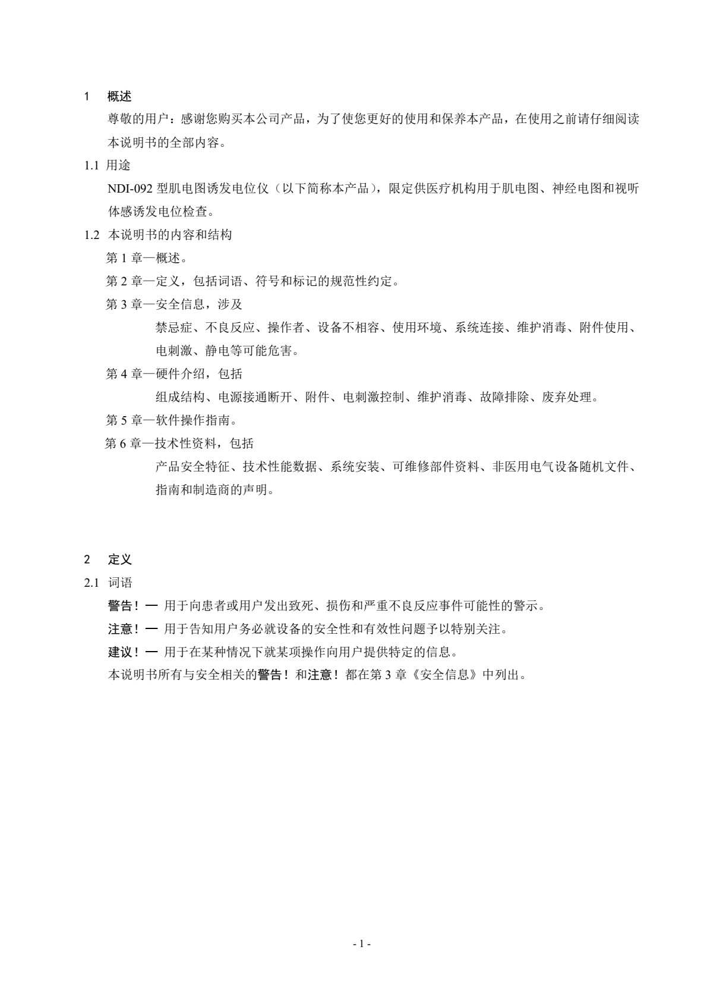 1 概述
尊敬的用户：感谢您购买本公司产品，为了使您更好的使用和保养本产品，在使用之前请仔细阅读
本说明书的全部内容。
1.1 用途
NDI-092 型肌电图诱发电位仪（以下简称本产品），限定供医疗机构用于肌电图、神经电图和视听
体感诱发电位检查。
1.2 本说明书的内容和结构
第 1 章—概述。
第 2 章—定义，包括词语、符号和标记的规范性约定。
第 3 章—安全信息，涉及
禁忌症、不良反应、操作者、设备不相容、使用环境、系统连接、维护消毒、附件使用、
电刺激、静电等可能危害。
第 4 章—硬件介绍，包括
组成结构、电源接通断开、附件、电刺激控制、维护消毒、故障排除、废弃处理。
第 5 章—软件操作指南。
第 6 章—技术性资料，包括
产品安全特征、技术性能数据、系统安装、可维修部件资料、非医用电气设备随机文件、
指南和制造商的声明。
2 定义
2.1 词语
警告！— 用于向患者或用户发出致死、损伤和严重不良反应事件可能性的警示。
注意！— 用于告知用户务必就设备的安全性和有效性问题予以特别关注。
建议！— 用于在某种情况下就某项操作向用户提供特定的信息。
本说明书所有与安全相关的警告！和注意！都在第 3 章《安全信息》中列出。
- 1 -